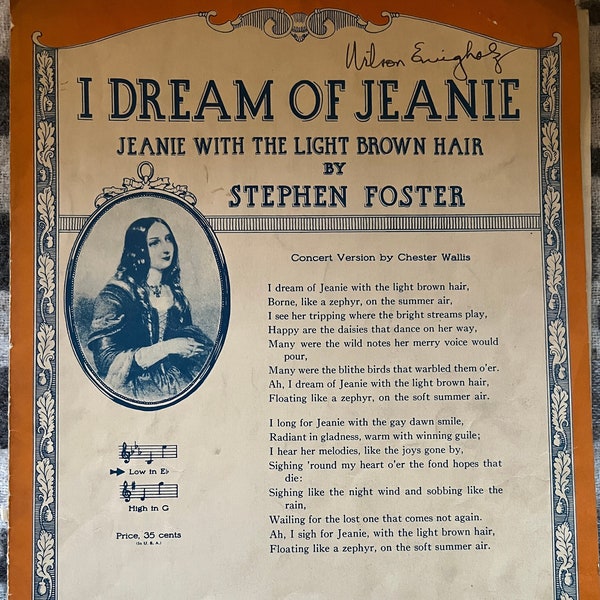 Wilson
I DREAM OF JEANIE
JEANIE WITH THE LIGHT BROWN HAIR
BY
STEPHEN FOSTER
Concert Version by Chester Wallis
I dream of Jeanie with the light brown hair,
Borne, like a zephyr, on the summer air,
I see her tripping where the bright streams play,
Happy are the daisies that dance on her way,
Many were the wild notes her merry voice would
pour,
Many were the blithe birds that warbled them o'er.
Ah, I dream of Jeanie with the light brown hair,
Floating like a zephyr, on the soft summer air.
I long for Jeanie with the gay dawn smile,
Radiant in gladness, warm with winning guile;
I hear her melodies, like the joys gone by,
Sighing 'round my heart o'er the fond hopes that
die:
Sighing like the night wind and sobbing like the
rain,
Wailing for the lost one that comes not again.
Ah, I sigh for Jeanie, with the light brown hair,
Floating like a zephyr, on the soft summer air.
Low in E♭
High in G
Price, 35 cents
(In U. S. A.)